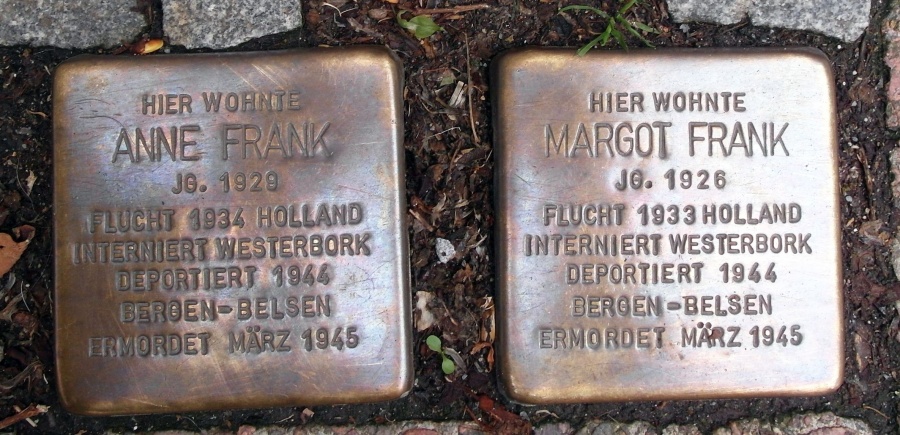 HIER WOHNTE
ANNE FRANK
JG. 1929
FLUCHT 1934 HOLLAND
INTERNIERT WESTERBORK
DEPORTIERT 1944
BERGEN-BELSEN
ERMORDET MÄRZ 1945
HIER WOHNTE
MARGOT FRANK
JG. 1926
FLUCHT 1933 HOLLAND
INTERNIERT WESTERBORK
DEPORTIERT 1944
BERGEN-BELSEN
ERMORDET MÄRZ 1945